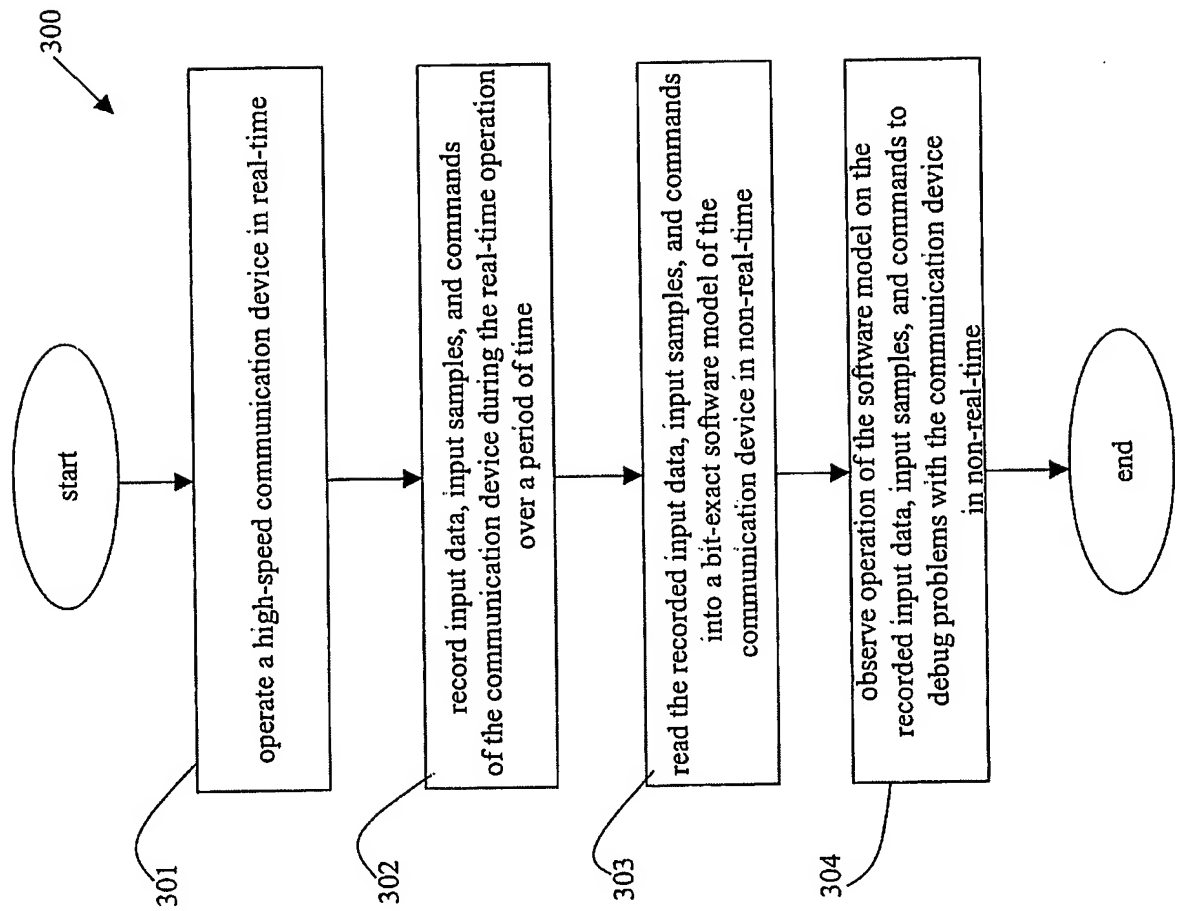 300
start
301
operate a high-speed communication device in real-time
302
record input data, input samples, and commands
of the communication device during the real-time operation
over a period of time
303
read the recorded input data, input samples, and commands
into a bit-exact software model of the
communication device in non-real-time
304
observe operation of the software model on the
recorded input data, input samples, and commands to
debug problems with the communication device
in non-real-time
end